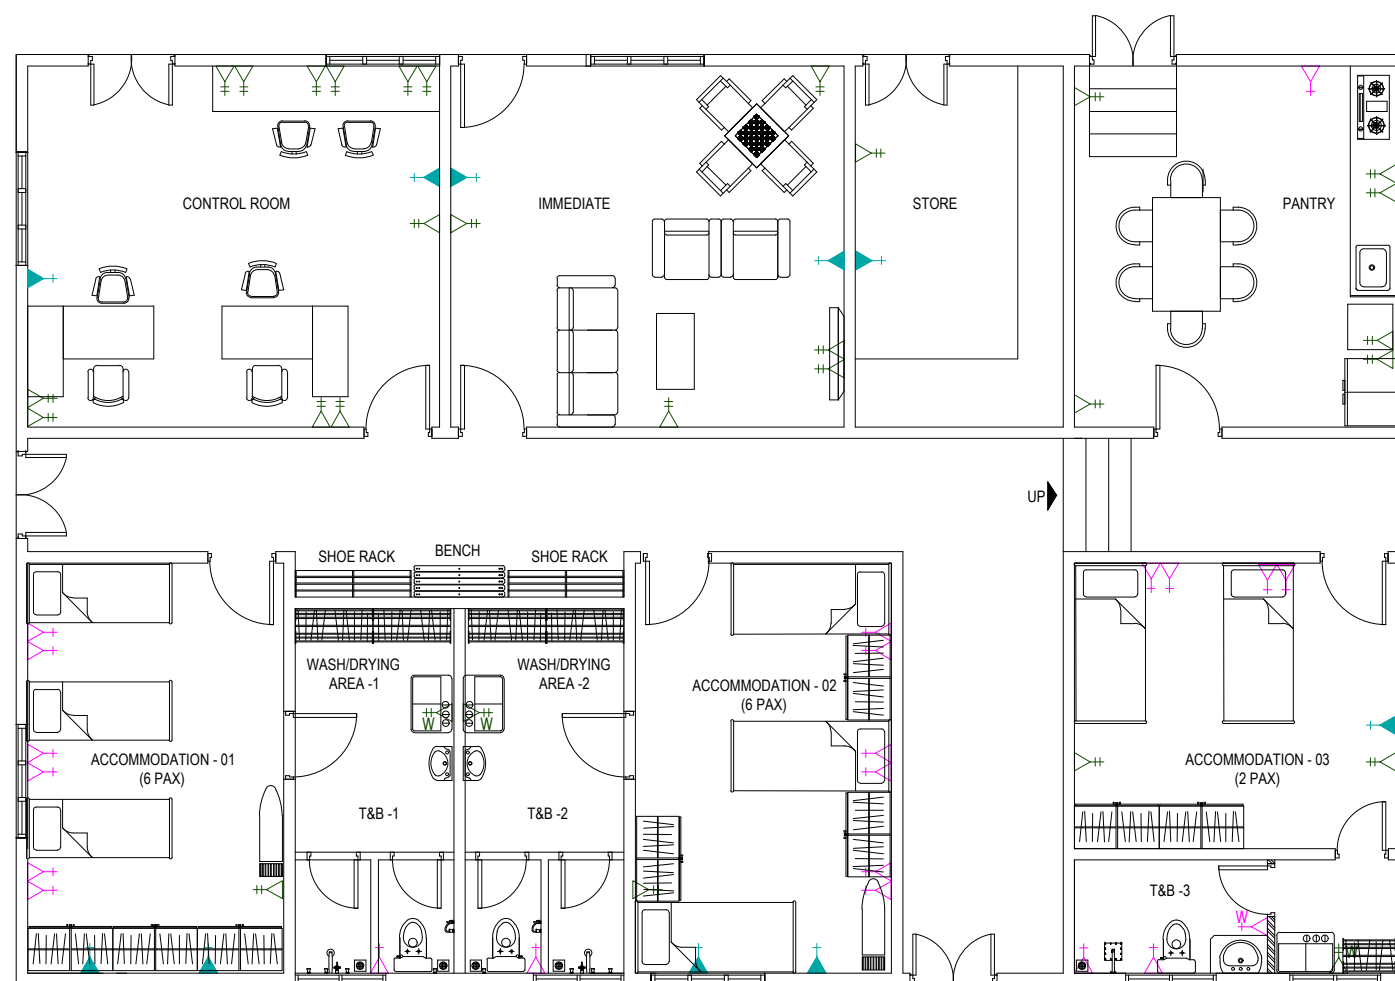 CONTROL ROOM
IMMEDIATE
STORE
PANTRY
UP
SHOE RACK
BENCH
SHOE RACK
WASH/DRYING
AREA -1
WASH/DRYING
AREA -2
ACCOMMODATION - 02
(6 PAX)
W
W
ACCOMMODATION - 01
(6 PAX)
ACCOMMODATION - 03
(2 PAX)
T&B -1
T&B -2
T&B -3
W
W